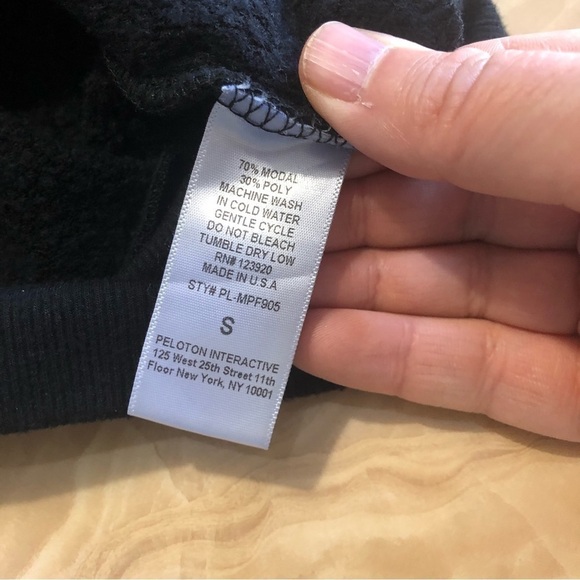 70% MODAL
30% POLY
MACHINE WASH
IN COLD WATER
GENTLE CYCLE
DO NOT BLEACH
TUMBLE DRY LOW
RN# 123920
MADE IN U.S.A
STY# PL-MPF905
S
PELOTON INTERACTIVE
125 West 25th Street 11th
Floor New York, NY 10001